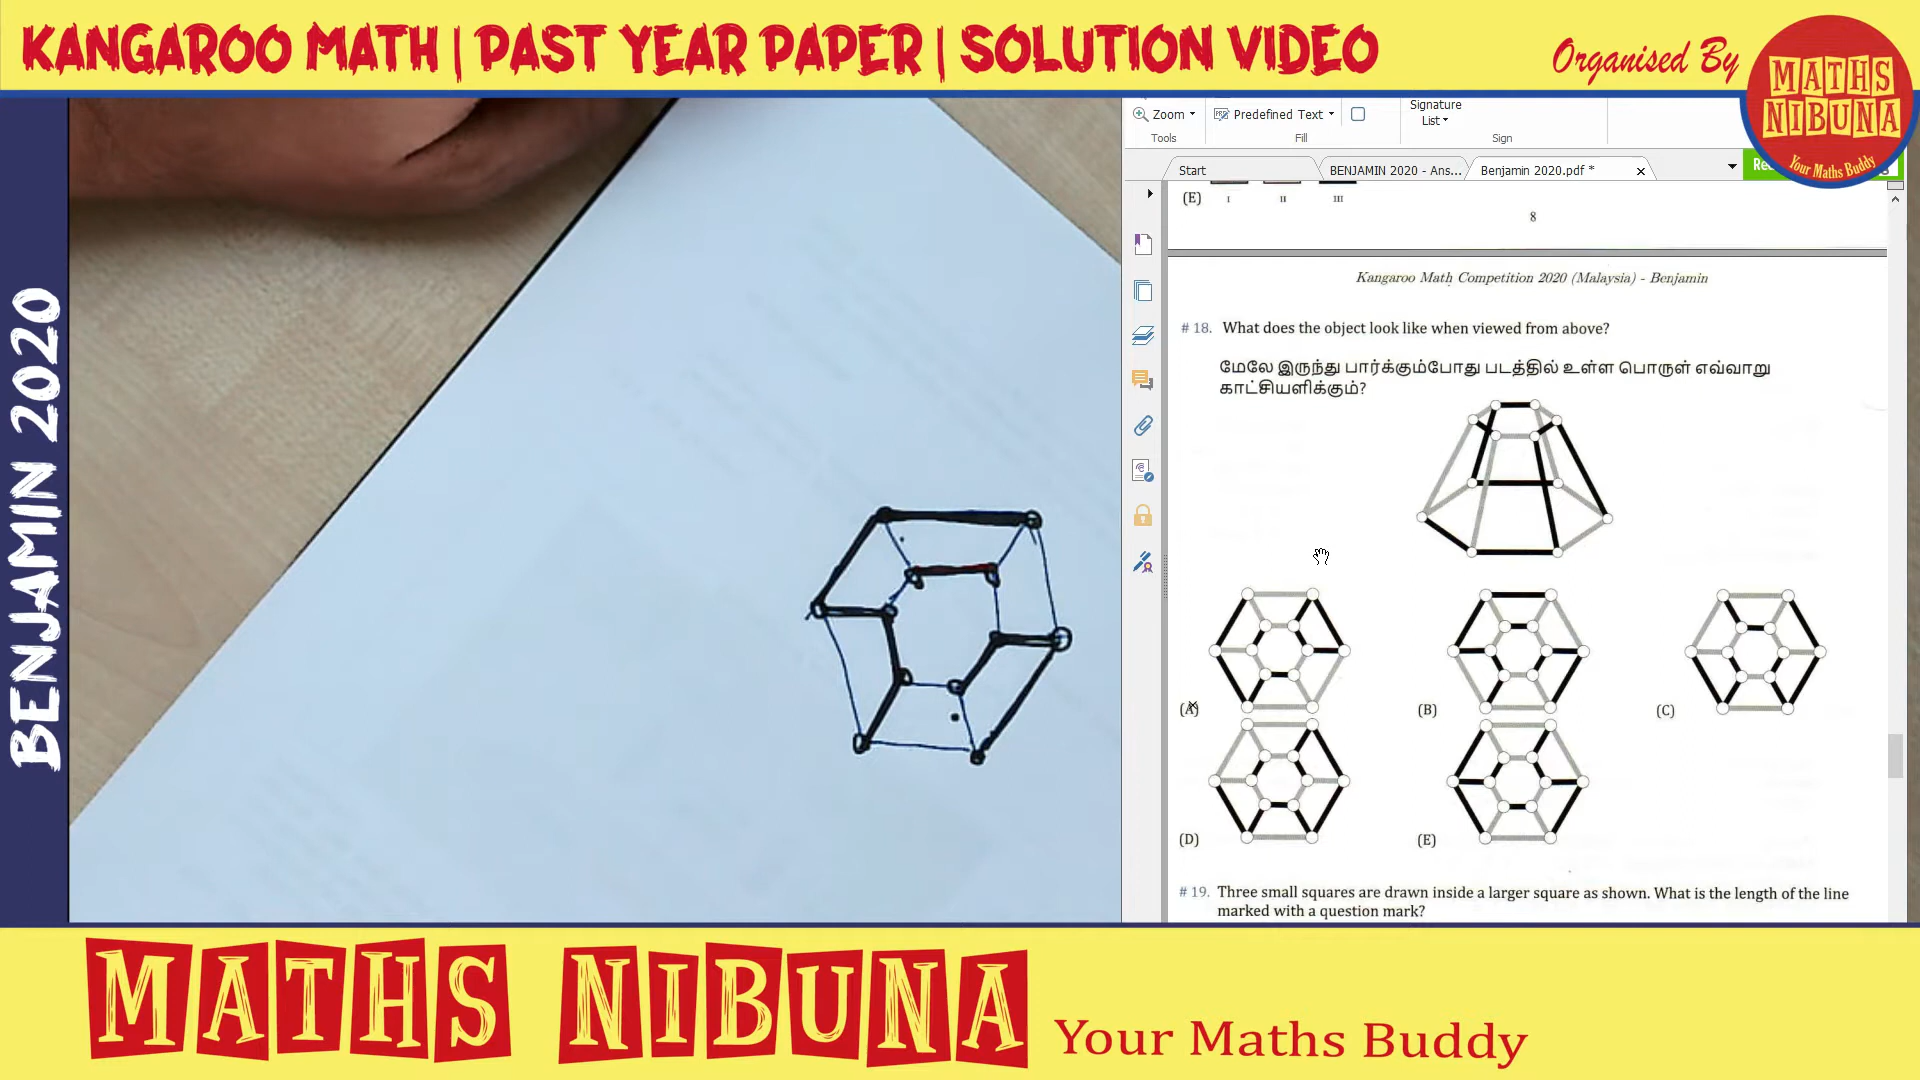 KANGAROO MATH | PAST YEAR PAPER | SOLUTION VIDEO
Organised By
MATHS
NIBUNA
Your Maths Buddy
BENJAMIN 2020
Zoom
Predefined Text
Signature
List
Tools
Fill
Sign
Start
BENJAMIN 2020 - Ans...
Benjamin 2020.pdf *
(E)
I
II
III
8
Kangaroo Math Competition 2020 (Malaysia) - Benjamin
# 18. What does the object look like when viewed from above?
மேலே இருந்து பார்க்கும்போது படத்தில் உள்ள பொருள் எவ்வாறு
காட்சியளிக்கும்?
(A)
(B)
(C)
(D)
(E)
# 19. Three small squares are drawn inside a larger square as shown. What is the length of the line
marked with a question mark?
MATHS NIBUNA
Your Maths Buddy